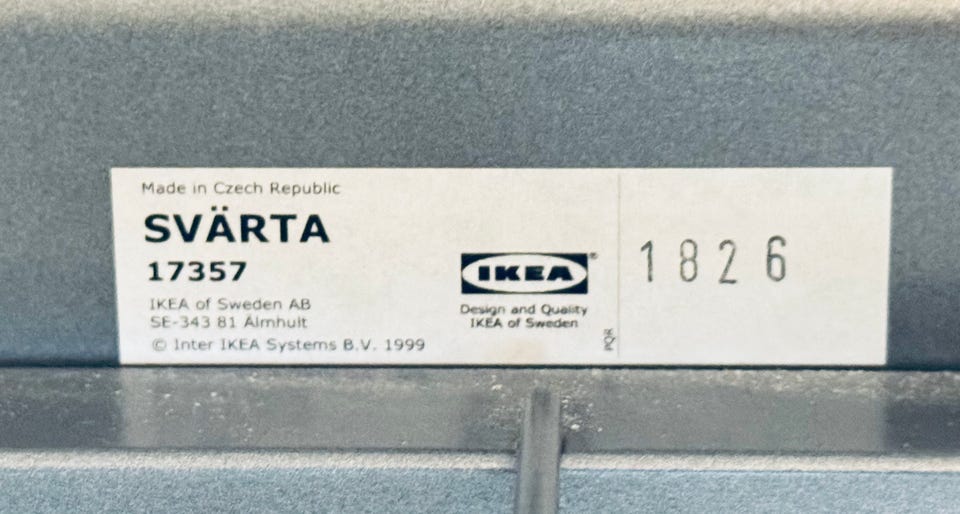 Made in Czech Republic
SVÄRTA
17357
IKEA of Sweden AB
SE-343 81 Älmhult
© Inter IKEA Systems B.V. 1999
IKEA®
Design and Quality
IKEA of Sweden
PQR
1826